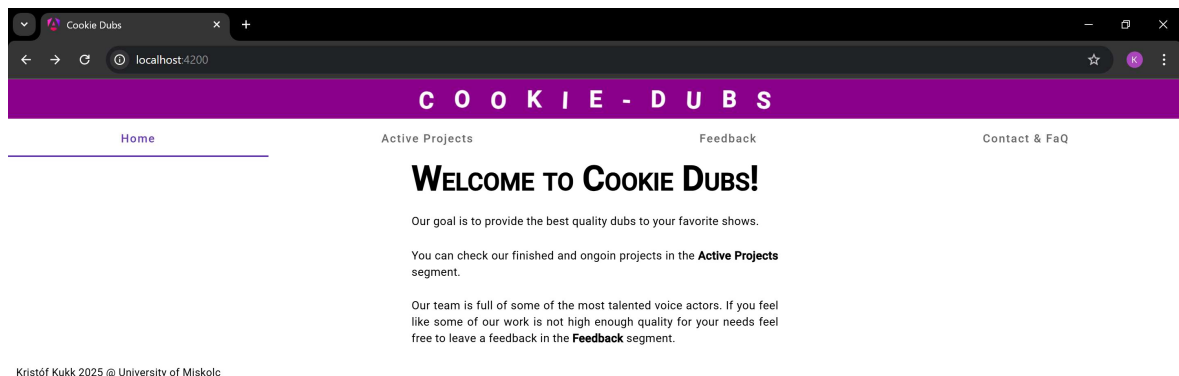 Cookie Dubs
localhost:4200
K
COOKIE-DUBS
Home Active Projects Feedback Contact & FaQ
WELCOME TO COOKIE DUBS!
Our goal is to provide the best quality dubs to your favorite shows.
You can check our finished and ongoin projects in the Active Projects
segment.
Our team is full of some of the most talented voice actors. If you feel
like some of our work is not high enough quality for your needs feel
free to leave a feedback in the Feedback segment.
Kristóf Kukk 2025 @ University of Miskolc